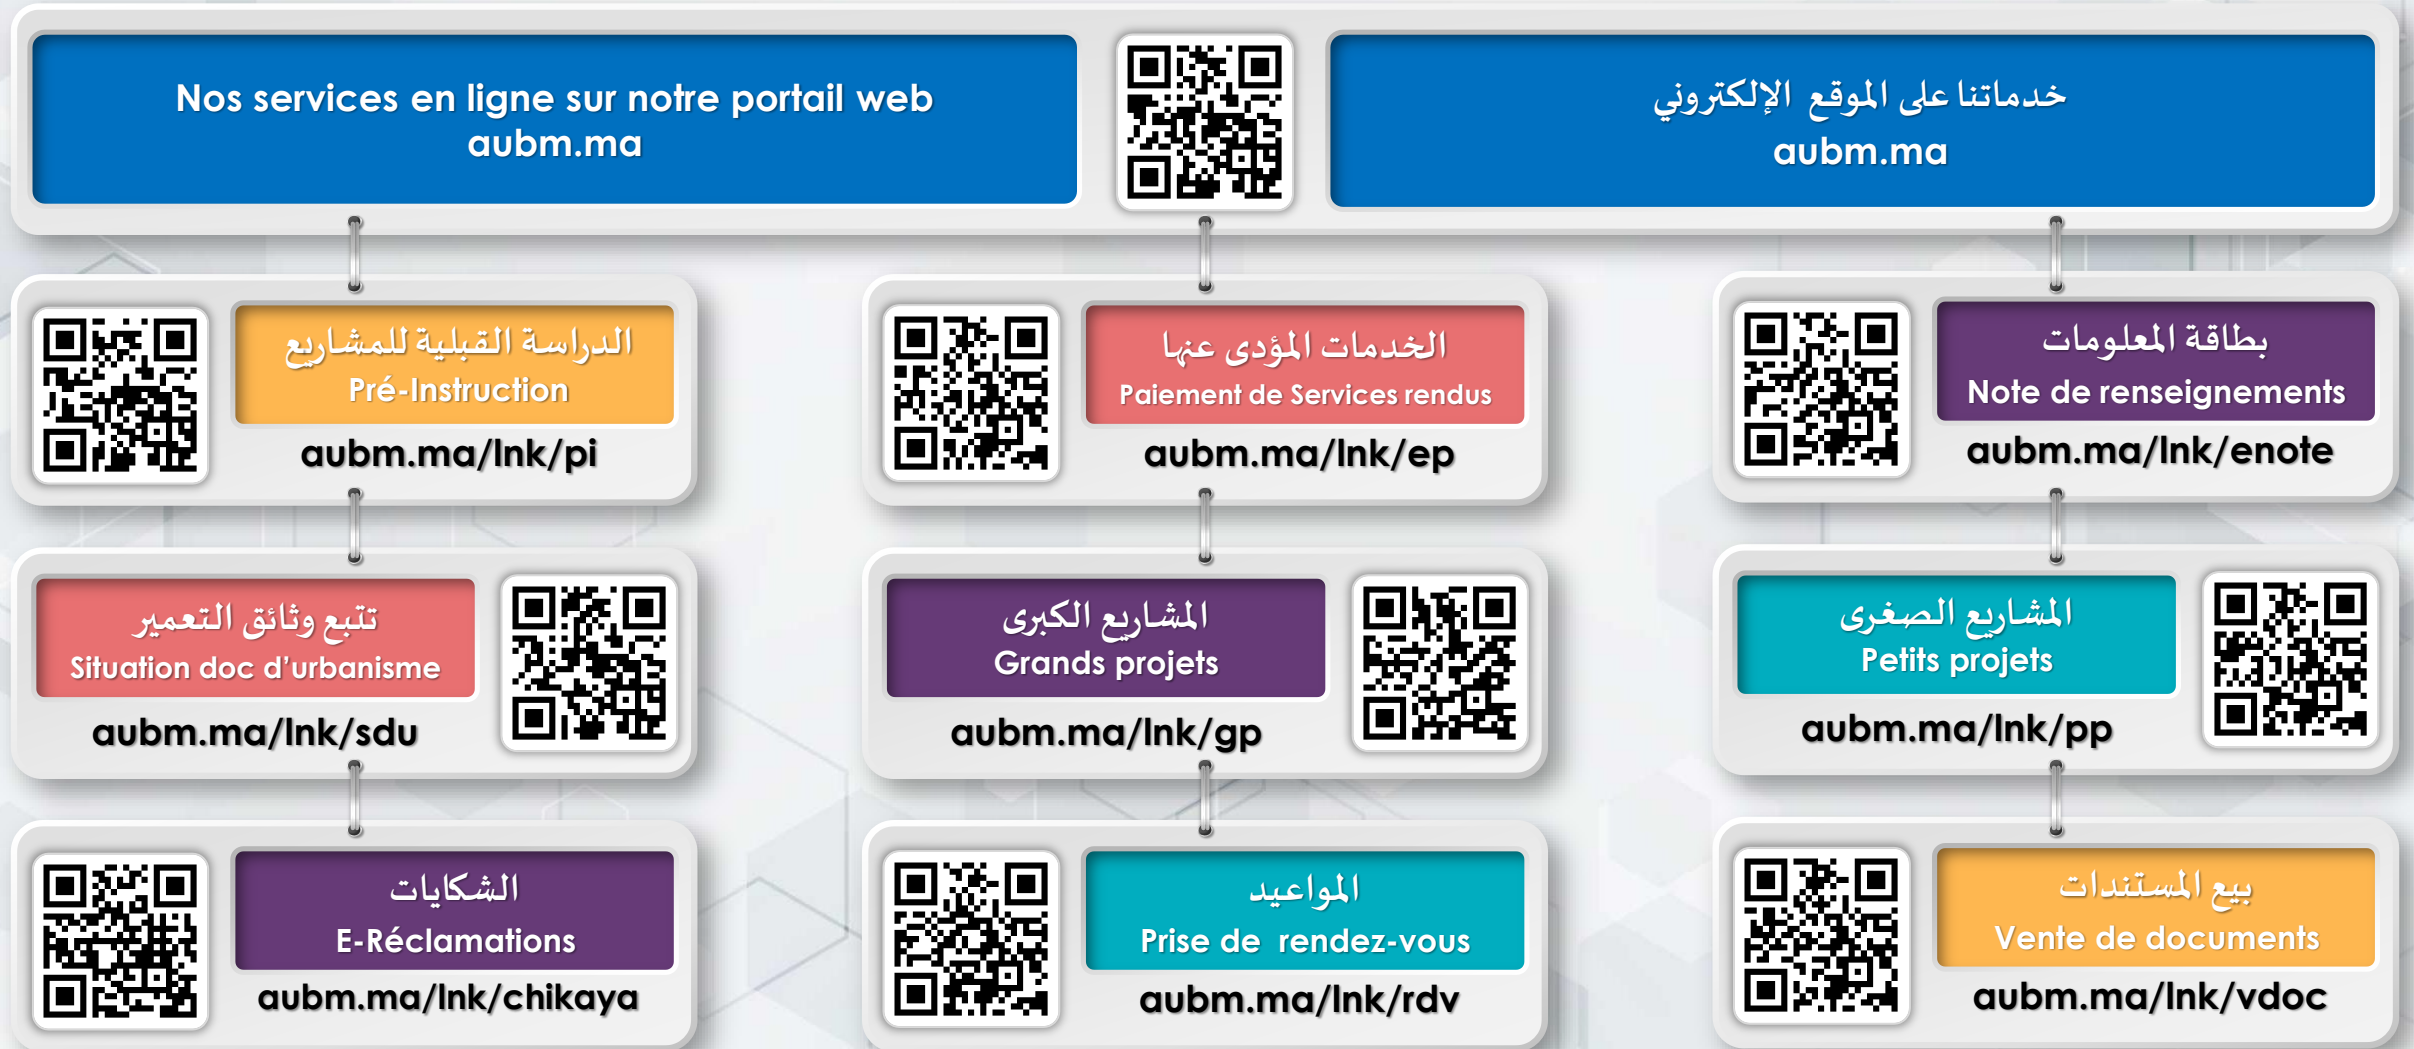 Nos services en ligne sur notre portail web
aubm.ma
خدماتنا على الموقع الإلكتروني
aubm.ma
الدراسة القبلية للمشاريع
Pré-Instruction
aubm.ma/lnk/pi
الخدمات المؤدى عنها
Paiement de Services rendus
aubm.ma/lnk/ep
بطاقة المعلومات
Note de renseignements
aubm.ma/lnk/enote
تتبع وثائق التعمير
Situation doc d'urbanisme
aubm.ma/lnk/sdu
المشاريع الكبرى
Grands projets
aubm.ma/lnk/gp
المشاريع الصغرى
Petits projets
aubm.ma/lnk/pp
الشكايات
E-Réclamations
aubm.ma/lnk/chikaya
المواعيد
Prise de rendez-vous
aubm.ma/lnk/rdv
بيع المستندات
Vente de documents
aubm.ma/lnk/vdoc